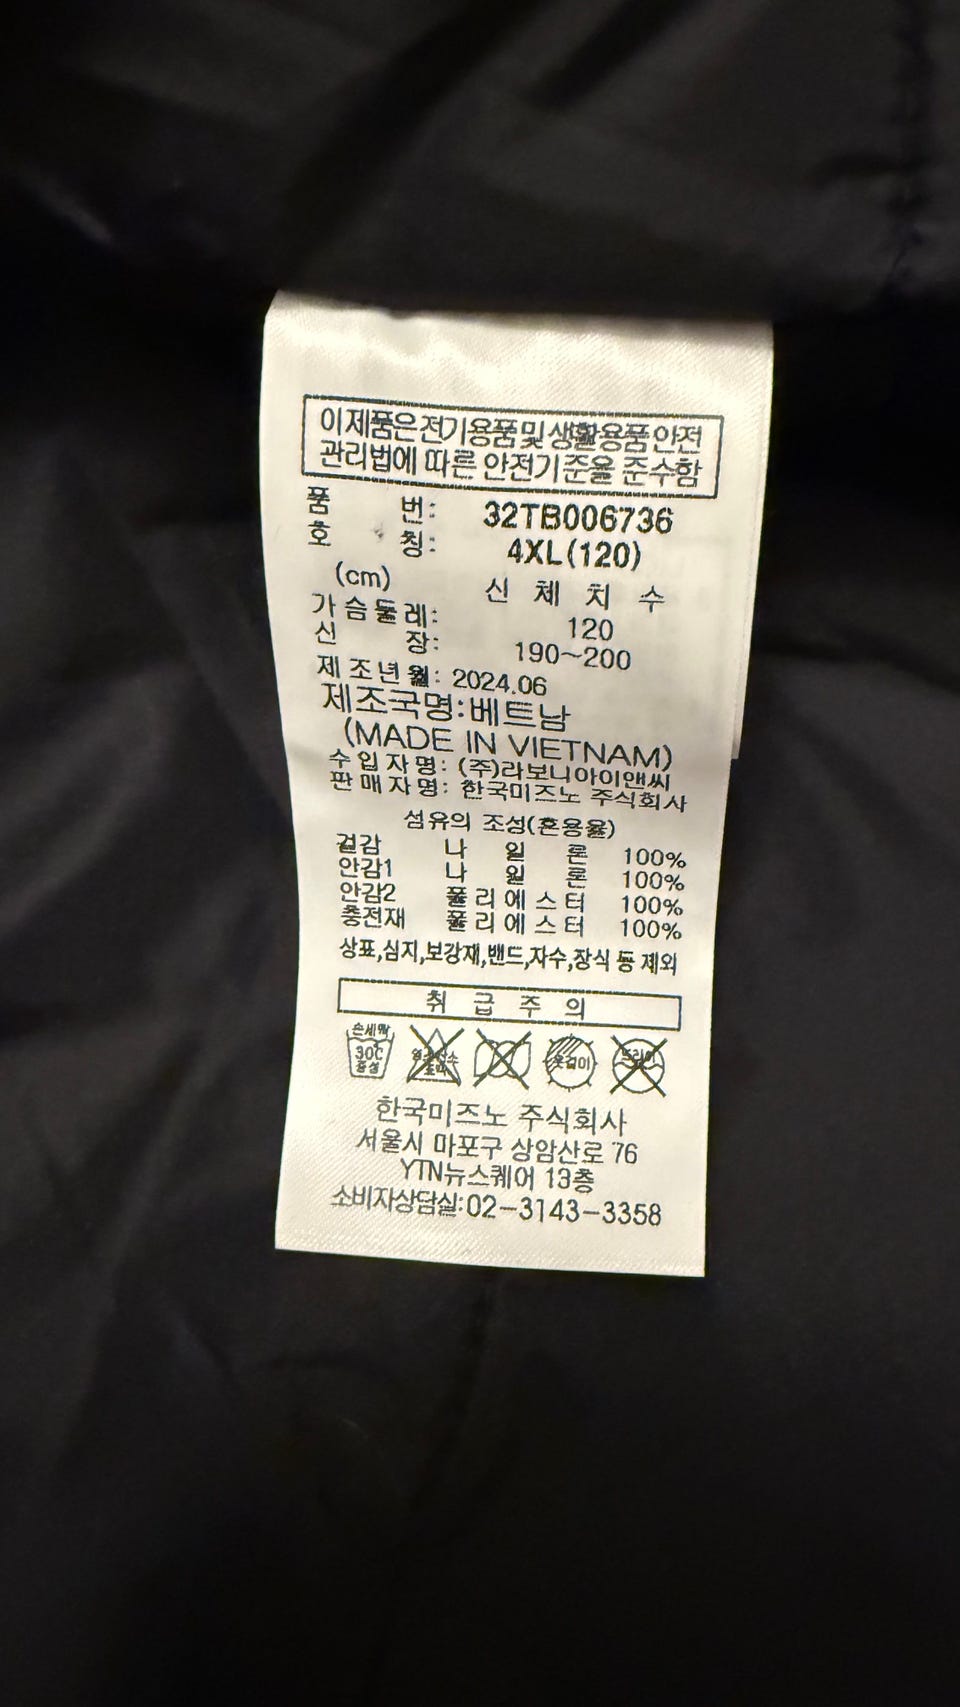 이 제품은 전기용품 및 생활용품 안전
관리법에 따른 안전기준을 준수함
품 번: 32TB006736
호 칭: 4XL(120)
(cm) 신 체 치 수
가 슴 둘 레: 120
신 장: 190~200
제 조 년 월: 2024.06
제조국명:베트남
(MADE IN VIETNAM)
수 입 자 명: (주)라보니아이앤씨
판 매 자 명: 한국미즈노 주식회사
섬유의 조성(혼용율)
겉감 나 일 론 100%
안감1 나 일 론 100%
안감2 폴 리 에 스 터 100%
충전재 폴 리 에 스 터 100%
상표,심지,보강재,밴드,자수,장식 등 제외
취 급 주 의
손세탁 30C 중성 염소산소 표백 옷걸이 드라이
한국미즈노 주식회사
서울시 마포구 상암산로 76
YTN뉴스퀘어 13층
소비자상담실:02-3143-3358